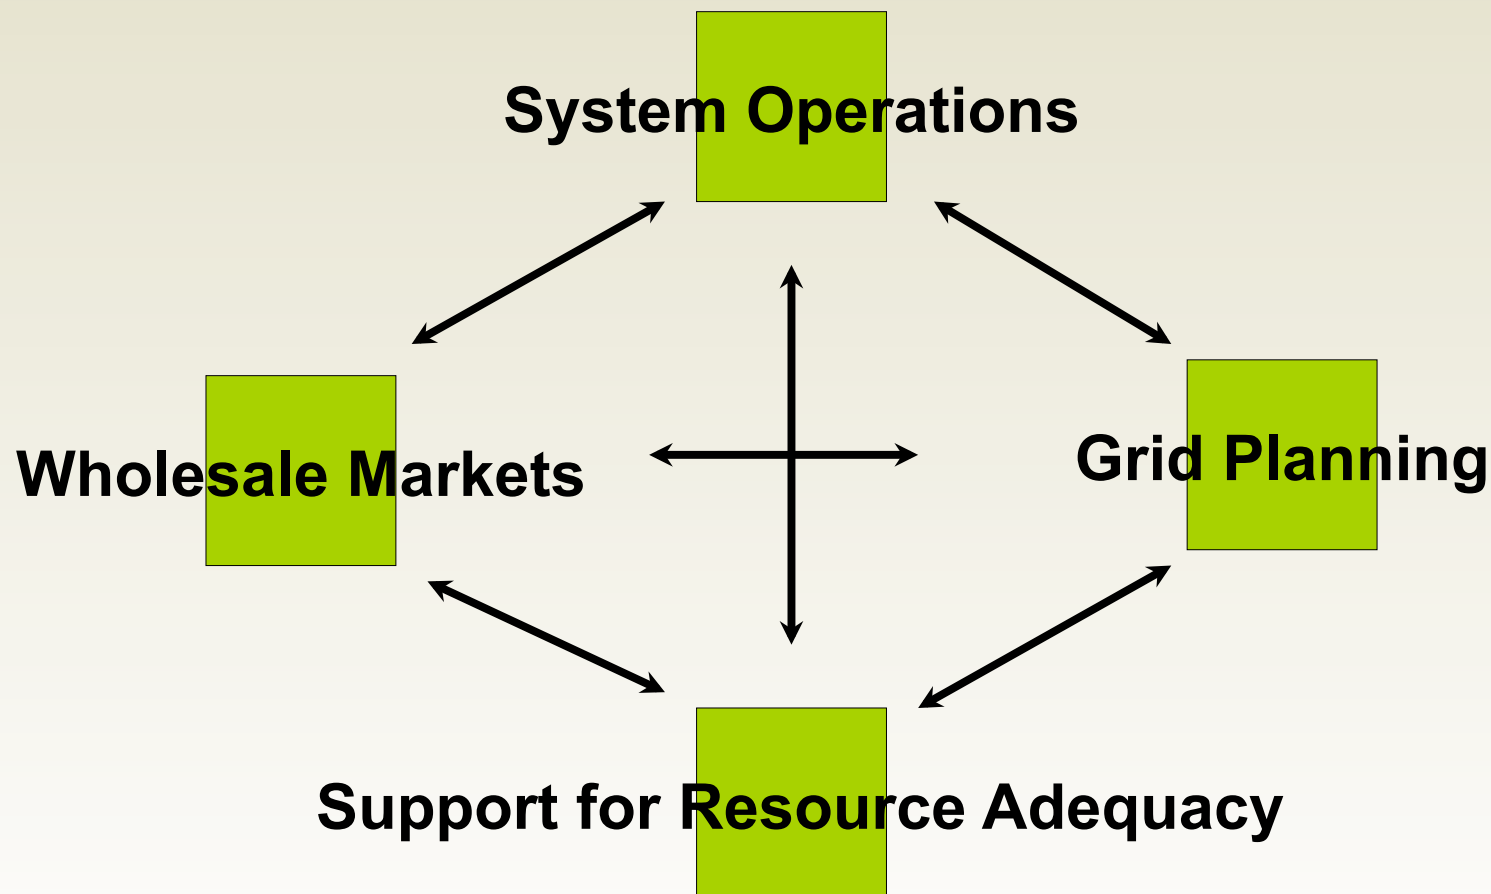 System Operations
Wholesale Markets
Grid Planning
Support for Resource Adequacy